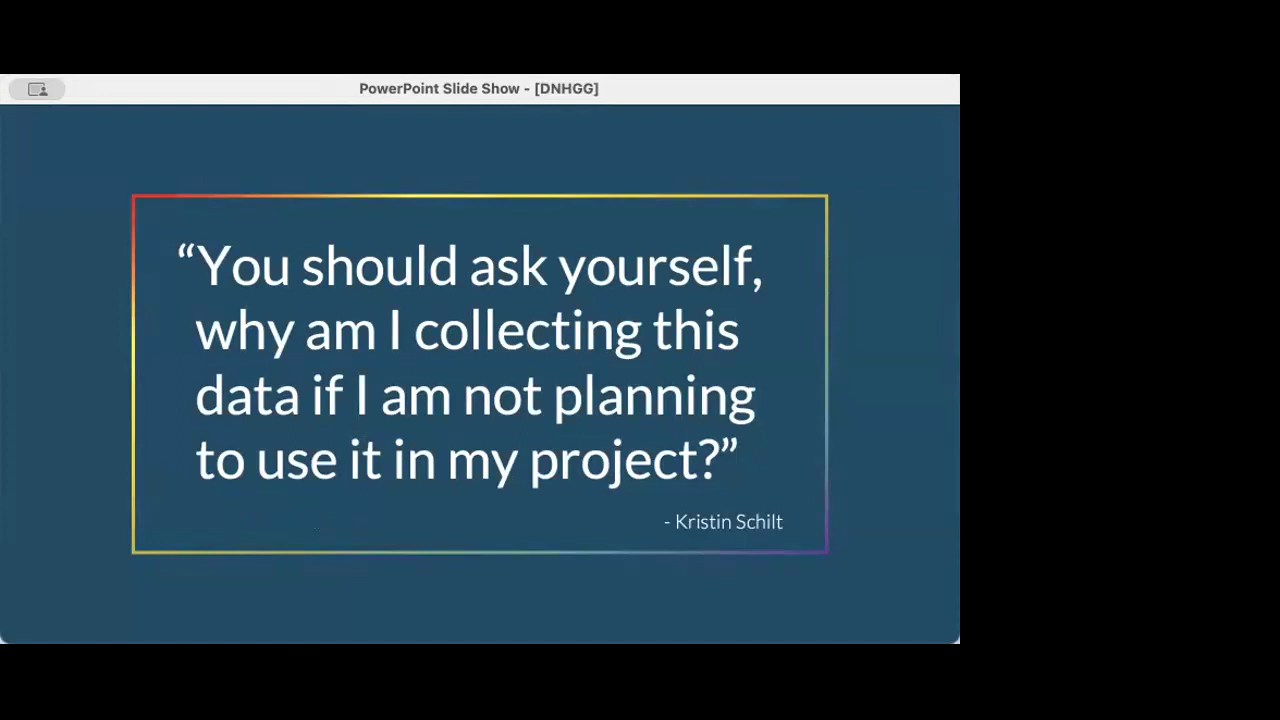 PowerPoint Slide Show - [DNHGG]
“You should ask yourself,
why am I collecting this
data if I am not planning
to use it in my project?”
- Kristin Schilt